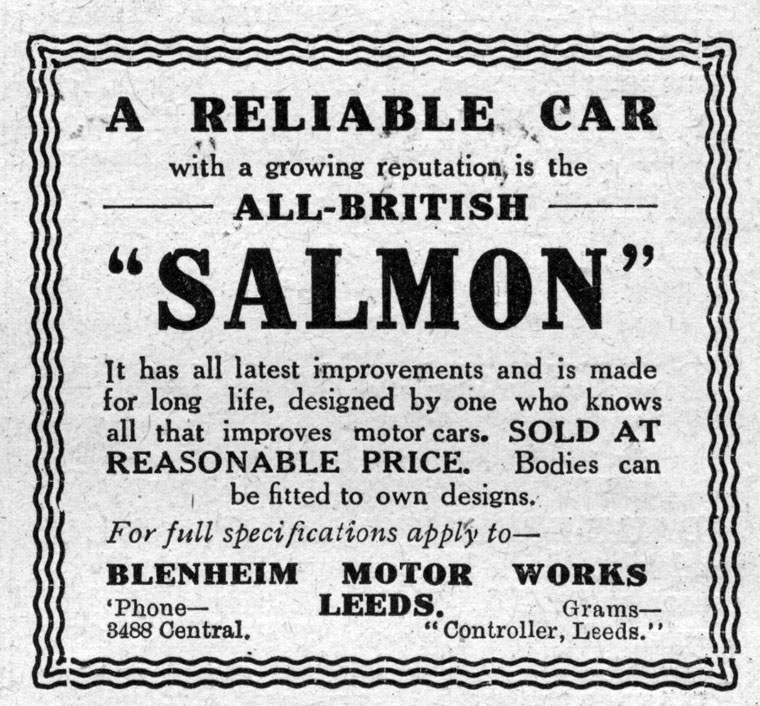 A RELIABLE CAR
with a growing reputation, is the
ALL-BRITISH
"SALMON"
It has all latest improvements and is made
for long life, designed by one who knows
all that improves motor cars. SOLD AT
REASONABLE PRICE. Bodies can
be fitted to own designs.
For full specifications apply to—
BLENHEIM MOTOR WORKS
LEEDS.
'Phone—
3488 Central.
Grams—
"Controller, Leeds."